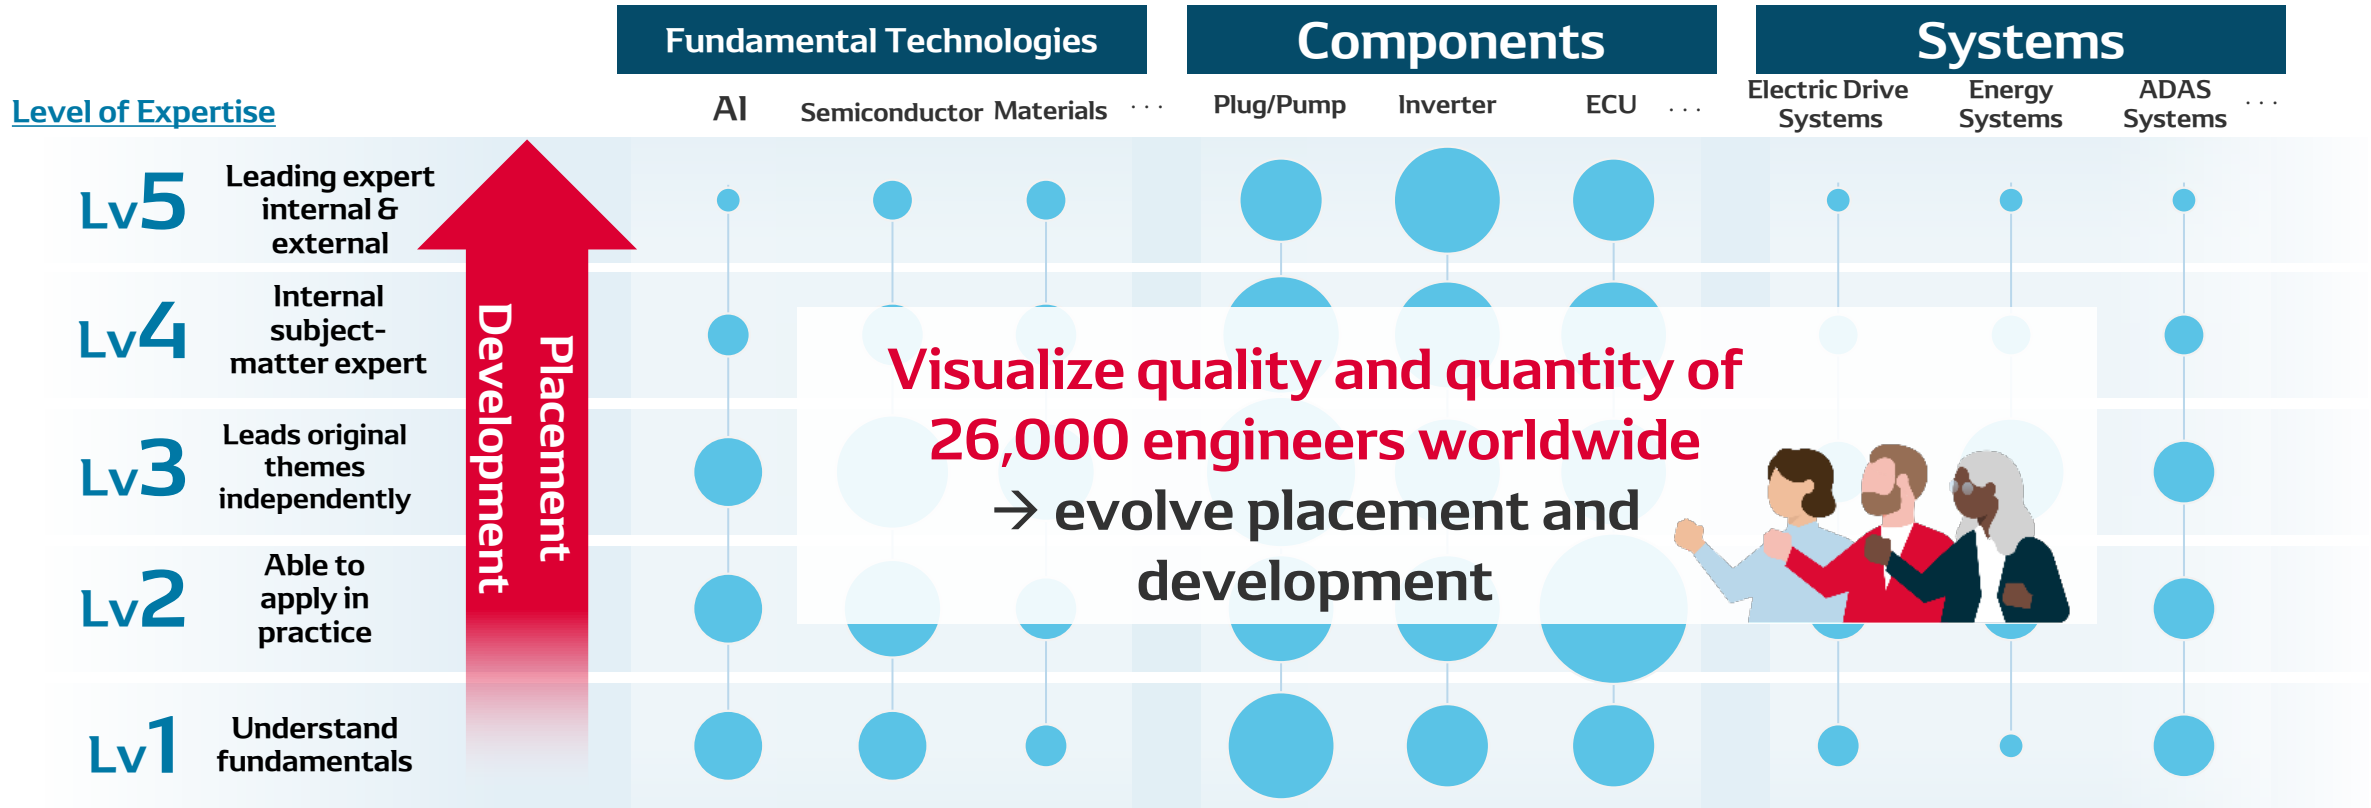 Fundamental Technologies
Components
Systems
Level of Expertise
AI
Semiconductor
Materials
...
Plug/Pump
Inverter
ECU
...
Electric Drive
Systems
Energy
Systems
ADAS
Systems
...
Lv5
Leading expert
internal &
external
Lv4
Internal
subject-
matter expert
Lv3
Leads original
themes
independently
Lv2
Able to
apply in
practice
Lv1
Understand
fundamentals
Placement
Development
Visualize quality and quantity of
26,000 engineers worldwide
→ evolve placement and
development